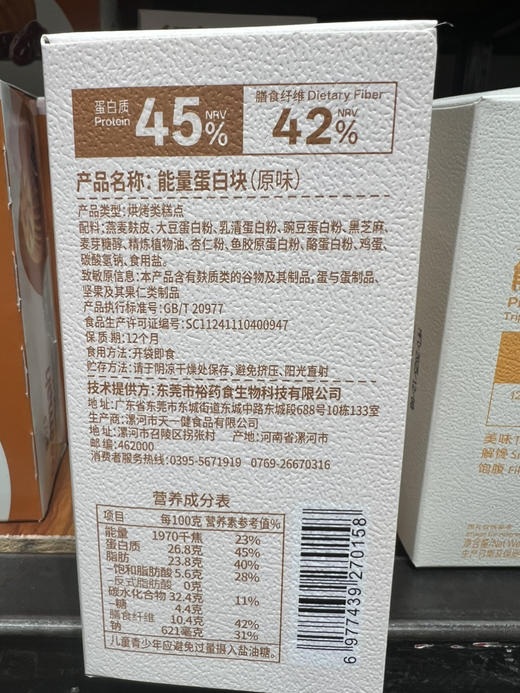 蛋白质
Protein
45%
NRV
膳食纤维 Dietary Fiber
42%
NRV
产品名称: 能量蛋白块(原味)
产品类型: 烘烤类糕点
配料: 燕麦麸皮、大豆蛋白粉、乳清蛋白粉、豌豆蛋白粉、黑芝麻、
麦芽糖醇、精炼植物油、杏仁粉、鱼胶原蛋白粉、酪蛋白粉、鸡蛋、
碳酸氢钠、食用盐。
致敏原信息: 本产品含有麸质类的谷物及其制品, 蛋与蛋制品、
坚果及其果仁类制品
产品执行标准号: GB/T 20977
食品生产许可证编号: SC11241110400947
保 质 期: 12个月
食用方法: 开袋即食
贮存方法: 请于阴凉干燥处保存, 避免挤压、阳光直射
技术提供方: 东莞市裕药食生物科技有限公司
地 址: 广东省东莞市东城街道东城中路东城段688号10栋133室
生产商: 漯河市天一健食品有限公司
地址: 漯河市召陵区拐张村 产地: 河南省漯河市
邮 编: 462000
消费者服务热线: 0395-5671919 0769-26670316
营养成分表
项目 每100克 营养素参考值%
能量 1970千焦 23%
蛋白质 26.8克 45%
脂肪 23.8克 40%
-饱和脂肪酸 5.6克 28%
-反式脂肪酸 0克
碳水化合物 32.4克 11%
-糖 4.4克
膳食纤维 10.4克 42%
钠 621毫克 31%
儿童青少年应避免过量摄入盐油糖。
6 977439 270158
美味
解馋
饱腹